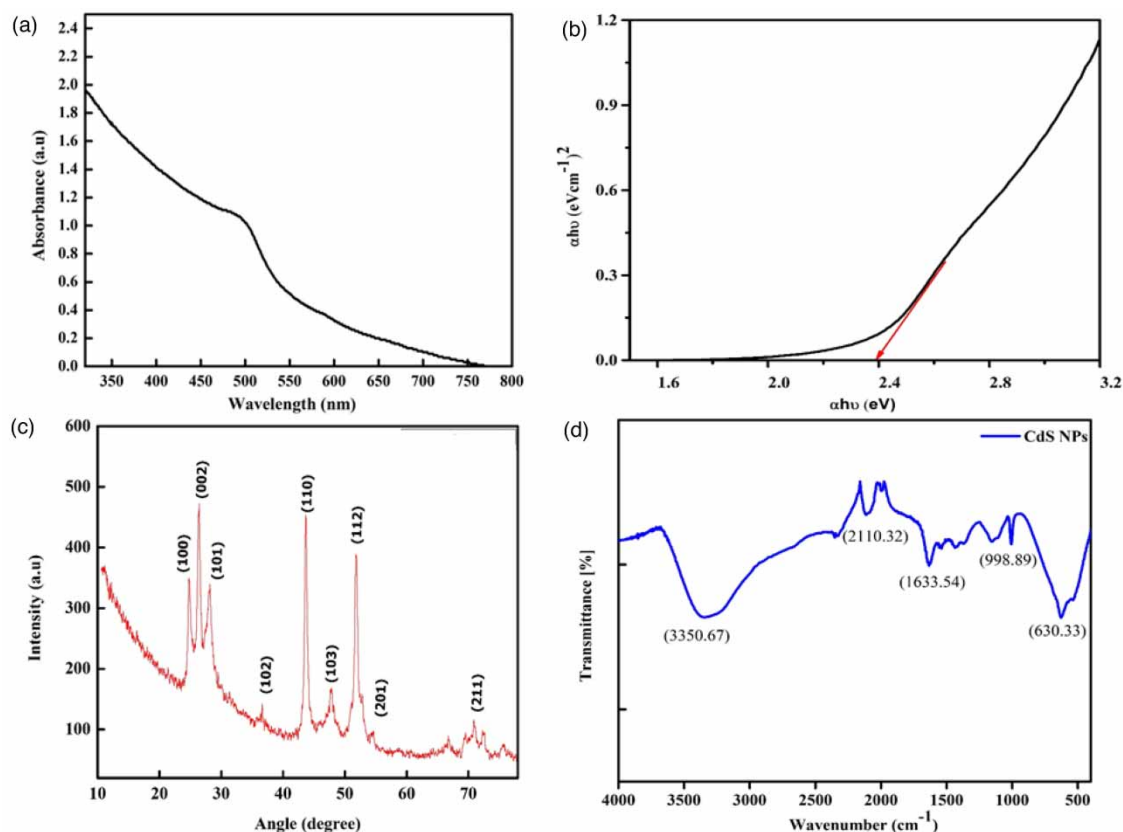 (a)
2.4
2.2
2.0
1.8
1.6
1.4
1.2
1.0
0.8
0.6
0.4
0.2
0.0
Absorbance (a.u)
350 400 450 500 550 600 650 700 750 800
Wavelength (nm)
(b)
1.2
0.9
0.6
0.3
0.0
αhυ (eVcm⁻¹)²
1.6 2.0 2.4 2.8 3.2
αhυ (eV)
(c)
600
500
400
300
200
100
Intensity (a.u)
(100)
(002)
(101)
(102)
(110)
(103)
(112)
(201)
(211)
10 20 30 40 50 60 70
Angle (degree)
(d)
CdS NPs
Transmittance [%]
(3350.67)
(2110.32)
(1633.54)
(998.89)
(630.33)
4000 3500 3000 2500 2000 1500 1000 500
Wavenumber (cm⁻¹)